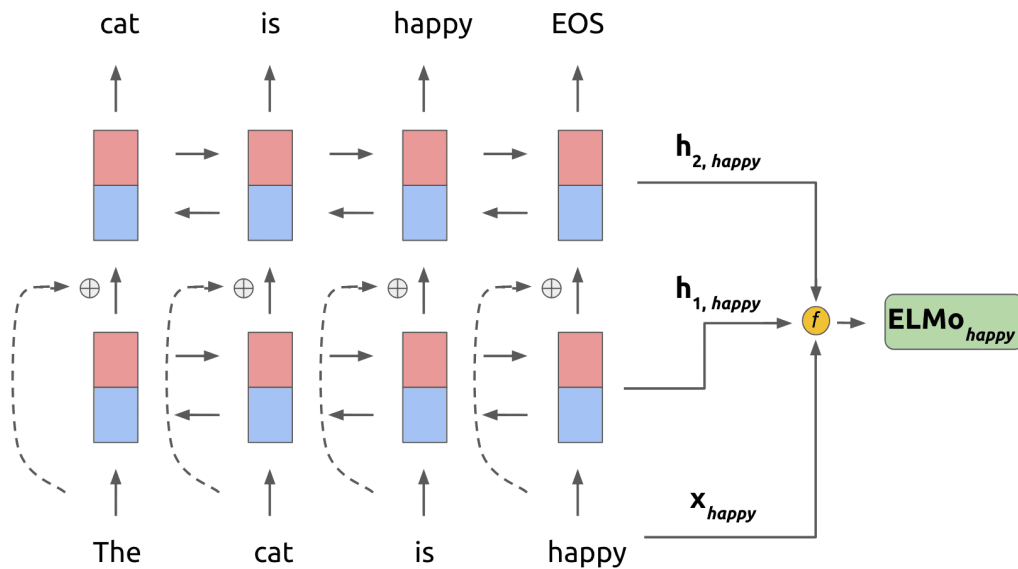 cat is happy EOS
h2, happy
h1, happy
f ELMohappy
xhappy
The cat is happy